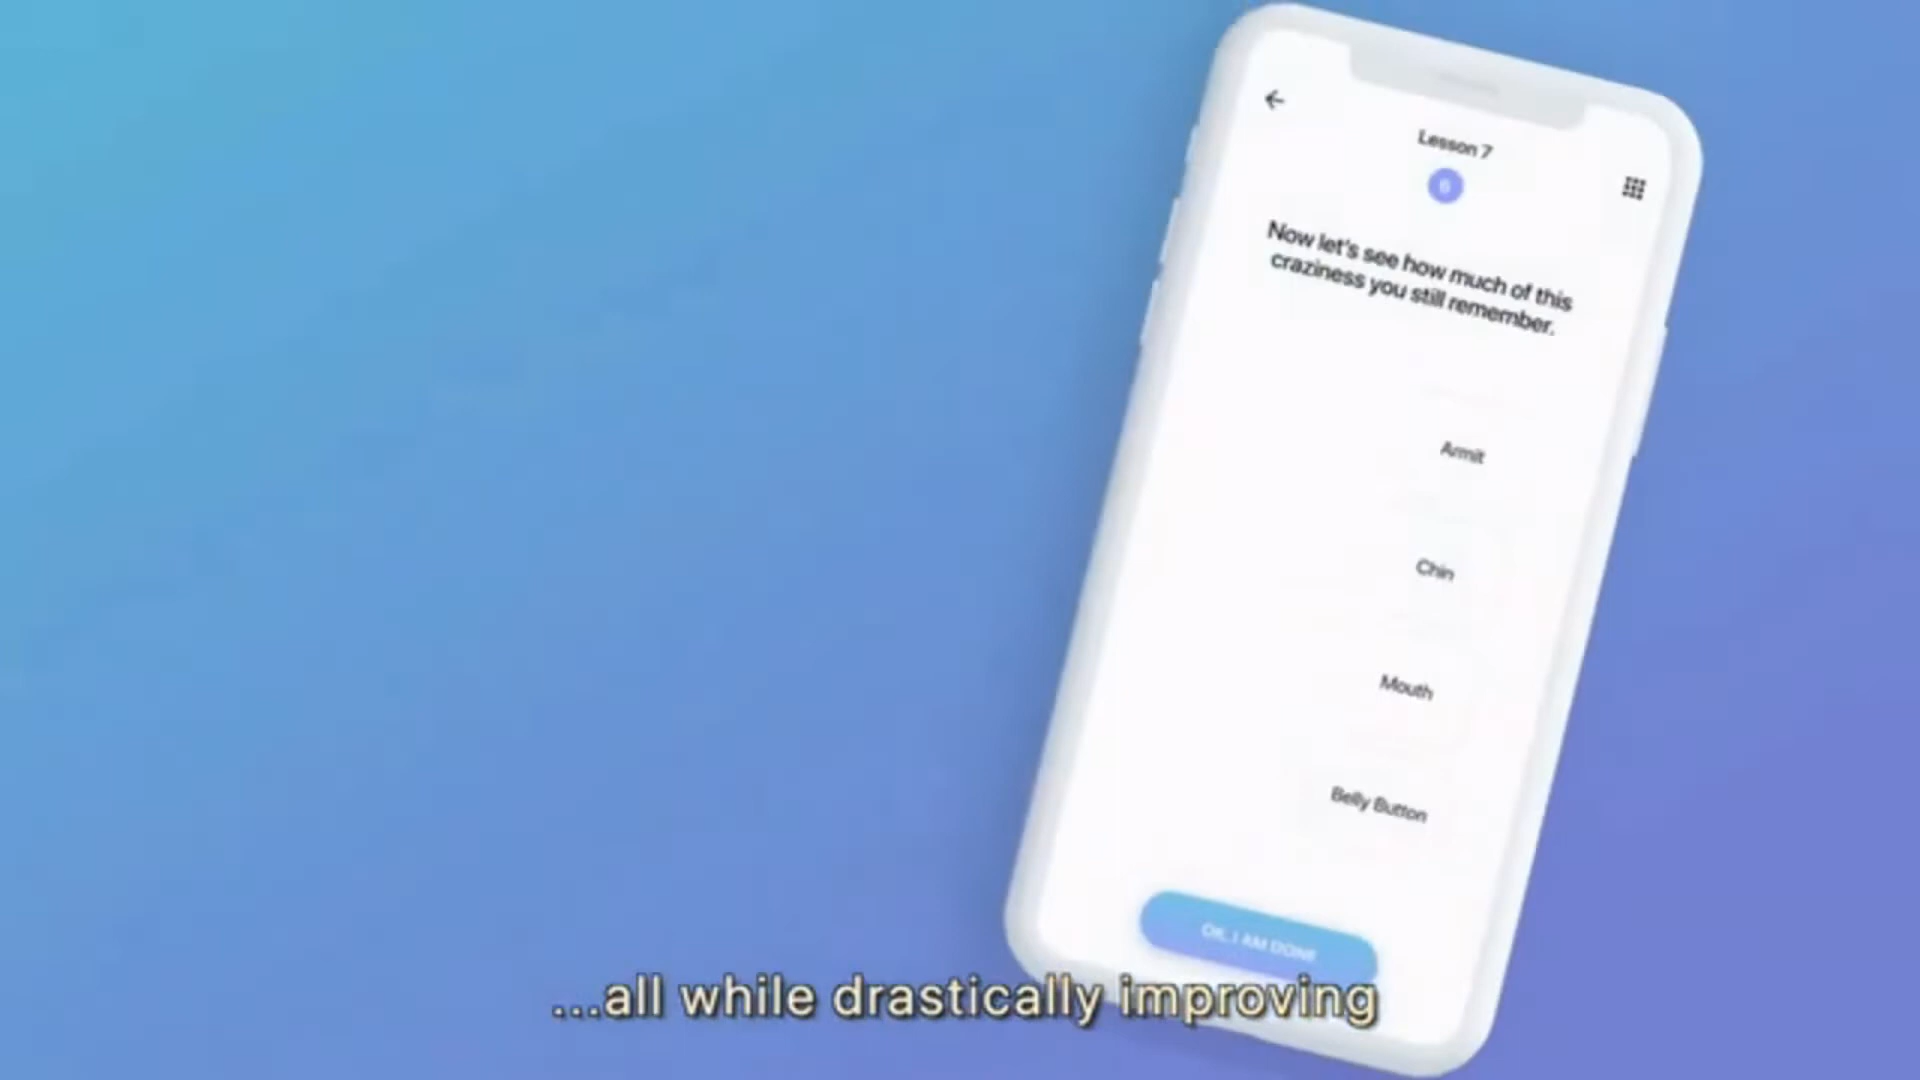 Lesson 7
6
Now let's see how much of this
craziness you still remember.
Armit
Chin
Mouth
Belly Button
OK, I AM DONE
...all while drastically improving